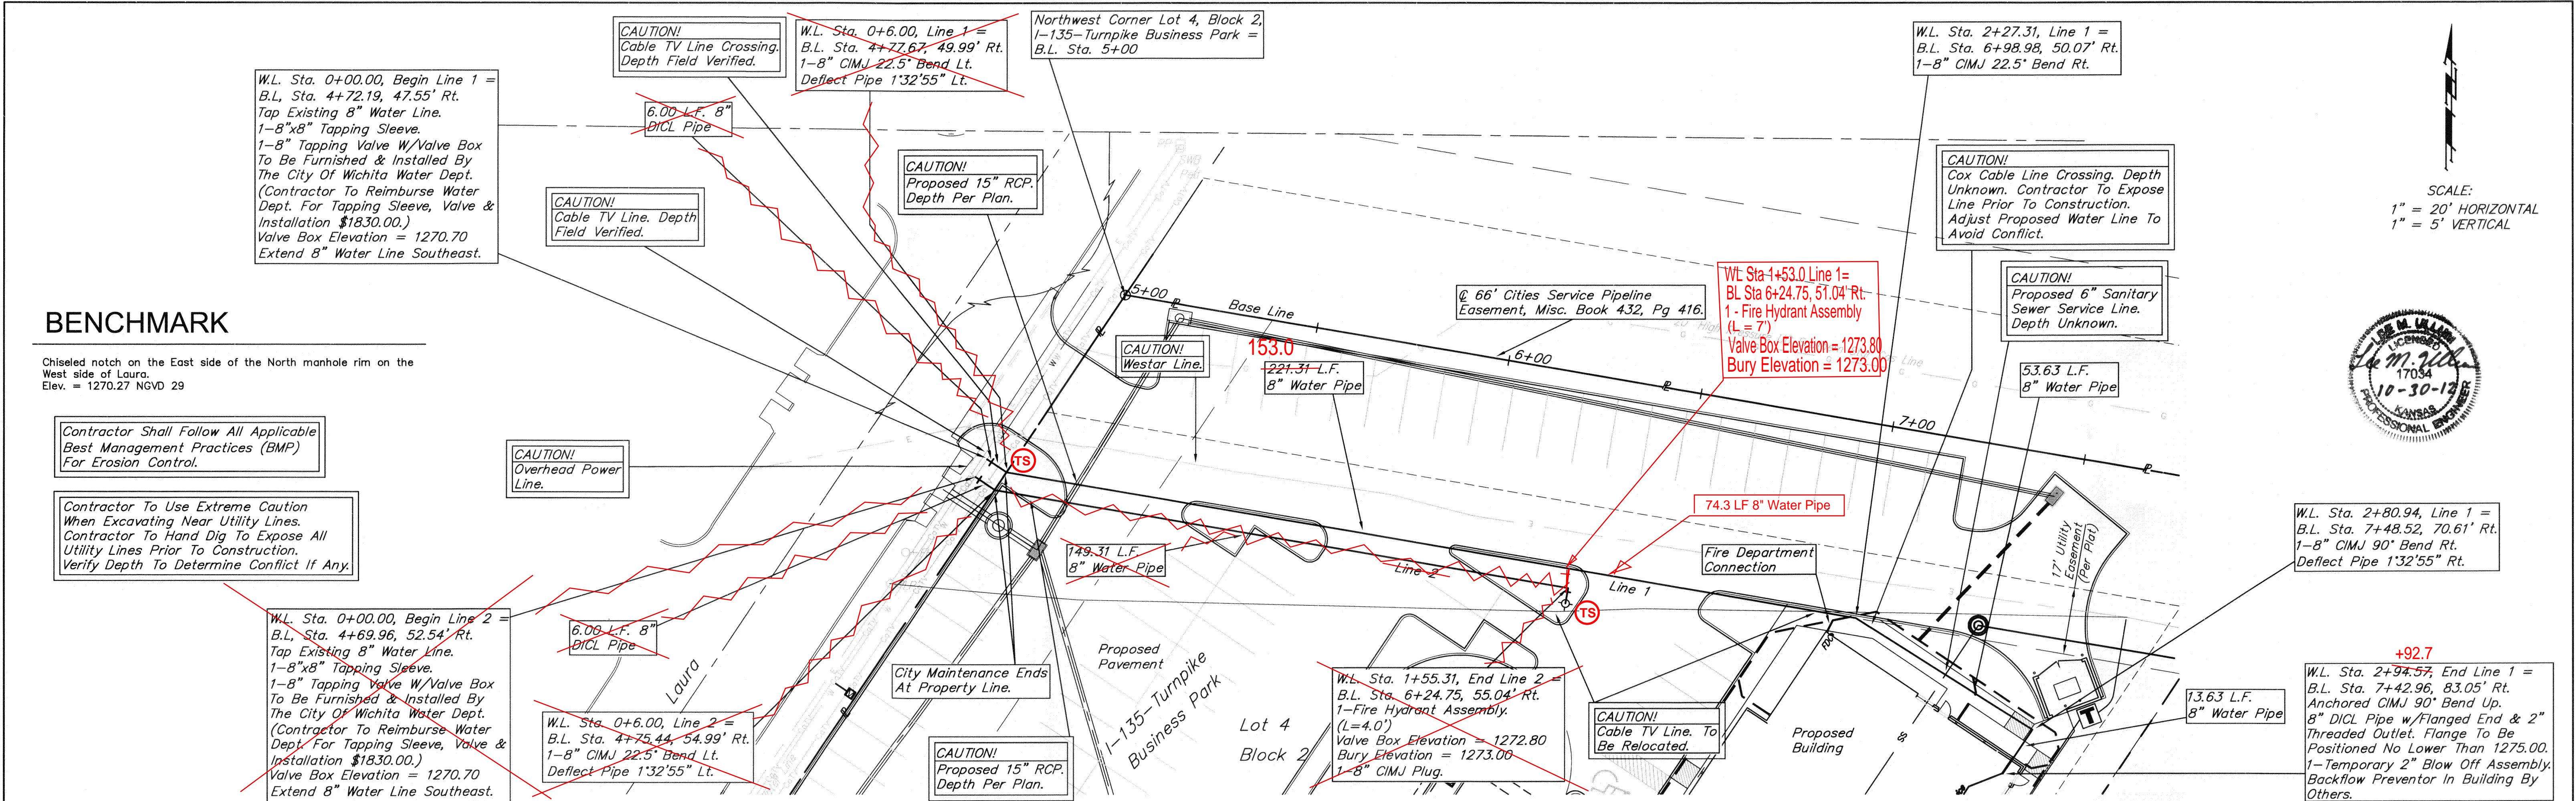 CAUTION!
Cable TV Line Crossing.
Depth Field Verified.
W.L. Sta. 0+6.00, Line 1 =
B.L. Sta. 4+77.67, 49.99' Rt.
1-8" CIMJ 22.5° Bend Lt.
Deflect Pipe 1°32'55" Lt.
Northwest Corner Lot 4, Block 2,
I-135-Turnpike Business Park =
B.L. Sta. 5+00
W.L. Sta. 2+27.31, Line 1 =
B.L. Sta. 6+98.98, 50.07' Rt.
1-8" CIMJ 22.5° Bend Rt.
W.L. Sta. 0+00.00, Begin Line 1 =
B.L, Sta. 4+72.19, 47.55' Rt.
Tap Existing 8" Water Line.
1-8"x8" Tapping Sleeve.
1-8" Tapping Valve W/Valve Box
To Be Furnished & Installed By
The City Of Wichita Water Dept.
(Contractor To Reimburse Water
Dept. For Tapping Sleeve, Valve &
Installation $1830.00.)
Valve Box Elevation = 1270.70
Extend 8" Water Line Southeast.
6.00 L.F. 8"
DICL Pipe
CAUTION!
Proposed 15" RCP.
Depth Per Plan.
CAUTION!
Cable TV Line. Depth
Field Verified.
CAUTION!
Cox Cable Line Crossing. Depth
Unknown. Contractor To Expose
Line Prior To Construction.
Adjust Proposed Water Line To
Avoid Conflict.
SCALE:
1" = 20' HORIZONTAL
1" = 5' VERTICAL
CAUTION!
Proposed 6" Sanitary
Sewer Service Line.
Depth Unknown.
WL Sta 1+53.0 Line 1=
BL Sta 6+24.75, 51.04' Rt.
1 - Fire Hydrant Assembly
(L = 7')
Valve Box Elevation = 1273.80
Bury Elevation = 1273.00
℄ 66' Cities Service Pipeline
Easement, Misc. Book 432, Pg 416.
BENCHMARK
Chiseled notch on the East side of the North manhole rim on the
West side of Laura.
Elev. = 1270.27 NGVD 29
5+00
Base Line
6+00
7+00
CAUTION!
Westar Line.
153.0
221.31 L.F.
8" Water Pipe
53.63 L.F.
8" Water Pipe
LEE M. ULLUM
LICENSED
17034
10-30-12
KANSAS
PROFESSIONAL ENGINEER
Contractor Shall Follow All Applicable
Best Management Practices (BMP)
For Erosion Control.
CAUTION!
Overhead Power
Line.
TS
Contractor To Use Extreme Caution
When Excavating Near Utility Lines.
Contractor To Hand Dig To Expose All
Utility Lines Prior To Construction.
Verify Depth To Determine Conflict If Any.
74.3 LF 8" Water Pipe
W.L. Sta. 2+80.94, Line 1 =
B.L. Sta. 7+48.52, 70.61' Rt.
1-8" CIMJ 90° Bend Rt.
Deflect Pipe 1°32'55" Rt.
149.31 L.F.
8" Water Pipe
Line 2
Line 1
Fire Department
Connection
17' Utility
Easement
(Per Plat)
TS
W.L. Sta. 0+00.00, Begin Line 2 =
B.L, Sta. 4+69.96, 52.54' Rt.
Tap Existing 8" Water Line.
1-8"x8" Tapping Sleeve.
1-8" Tapping Valve W/Valve Box
To Be Furnished & Installed By
The City Of Wichita Water Dept.
(Contractor To Reimburse Water
Dept. For Tapping Sleeve, Valve &
Installation $1830.00.)
Valve Box Elevation = 1270.70
Extend 8" Water Line Southeast.
6.00 L.F. 8"
DICL Pipe
Laura
City Maintenance Ends
At Property Line.
Proposed
Pavement
I-135-Turnpike
Business Park
Lot 4
Block 2
W.L. Sta. 0+6.00, Line 2 =
B.L. Sta. 4+75.44, 54.99' Rt.
1-8" CIMJ 22.5° Bend Lt.
Deflect Pipe 1°32'55" Lt.
CAUTION!
Proposed 15" RCP.
Depth Per Plan.
W.L. Sta. 1+55.31, End Line 2 =
B.L. Sta. 6+24.75, 55.04' Rt.
1-Fire Hydrant Assembly.
(L=4.0')
Valve Box Elevation = 1272.80
Bury Elevation = 1273.00
1-8" CIMJ Plug.
CAUTION!
Cable TV Line. To
Be Relocated.
FDC
Proposed
Building
SS
T
13.63 L.F.
8" Water Pipe
+92.7
W.L. Sta. 2+94.57, End Line 1 =
B.L. Sta. 7+42.96, 83.05' Rt.
Anchored CIMJ 90° Bend Up.
8" DICL Pipe w/Flanged End & 2"
Threaded Outlet. Flange To Be
Positioned No Lower Than 1275.00.
1-Temporary 2" Blow Off Assembly.
Backflow Preventor In Building By
Others.